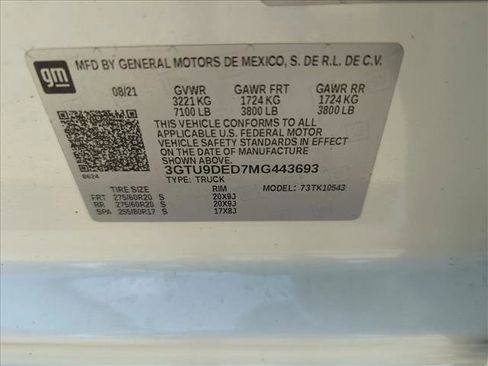 gm
MFD BY GENERAL MOTORS DE MEXICO, S. DE R.L. DE C.V.
08/21 GVWR GAWR FRT GAWR RR
3221 KG 1724 KG 1724 KG
7100 LB 3800 LB 3800 LB
THIS VEHICLE CONFORMS TO ALL
APPLICABLE U.S. FEDERAL MOTOR
VEHICLE SAFETY STANDARDS IN EFFECT
ON THE DATE OF MANUFACTURE SHOWN ABOVE.
8624 3GTU9DED7MG443693
TYPE: TRUCK
TIRE SIZE RIM MODEL: 73TK10543
FRT 275/60R20 S 20X9J
RR 275/60R20 S 20X9J
SPA 255/80R17 S 17X8J